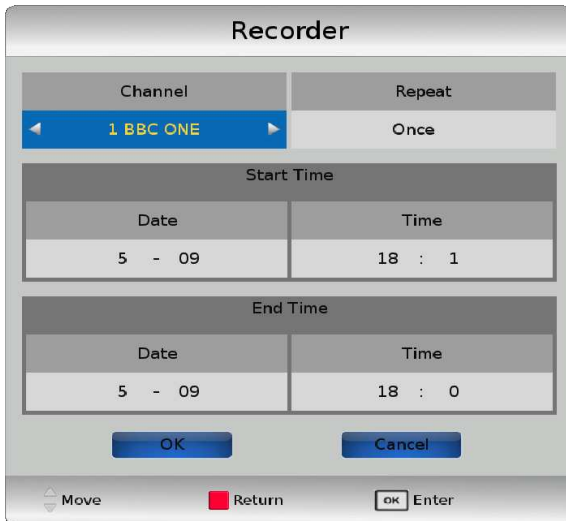 Recorder
Channel Repeat
1 BBC ONE Once
Start Time
Date Time
5 - 09 18 : 1
End Time
Date Time
5 - 09 18 : 0
OK Cancel
Move Return OK Enter